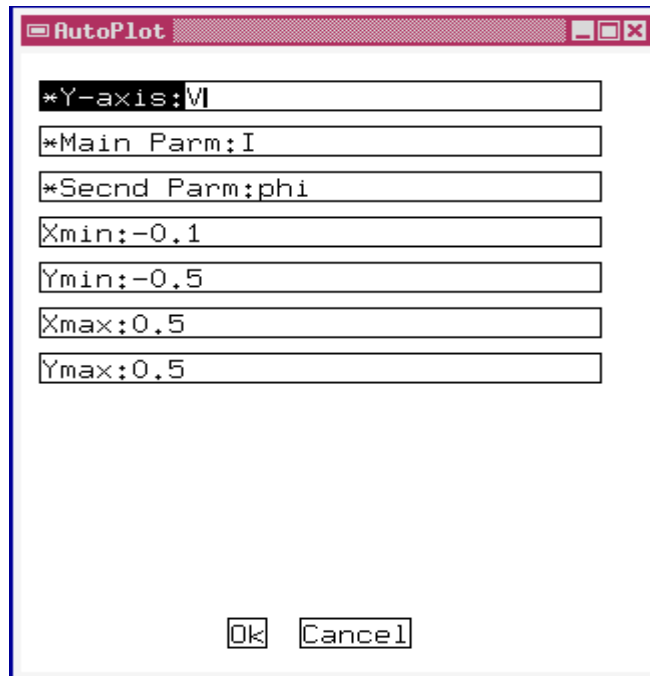 AutoPlot
*Y-axis:V
*Main Parm:I
*Secnd Parm:phi
Xmin:-0.1
Ymin:-0.5
Xmax:0.5
Ymax:0.5
Ok Cancel